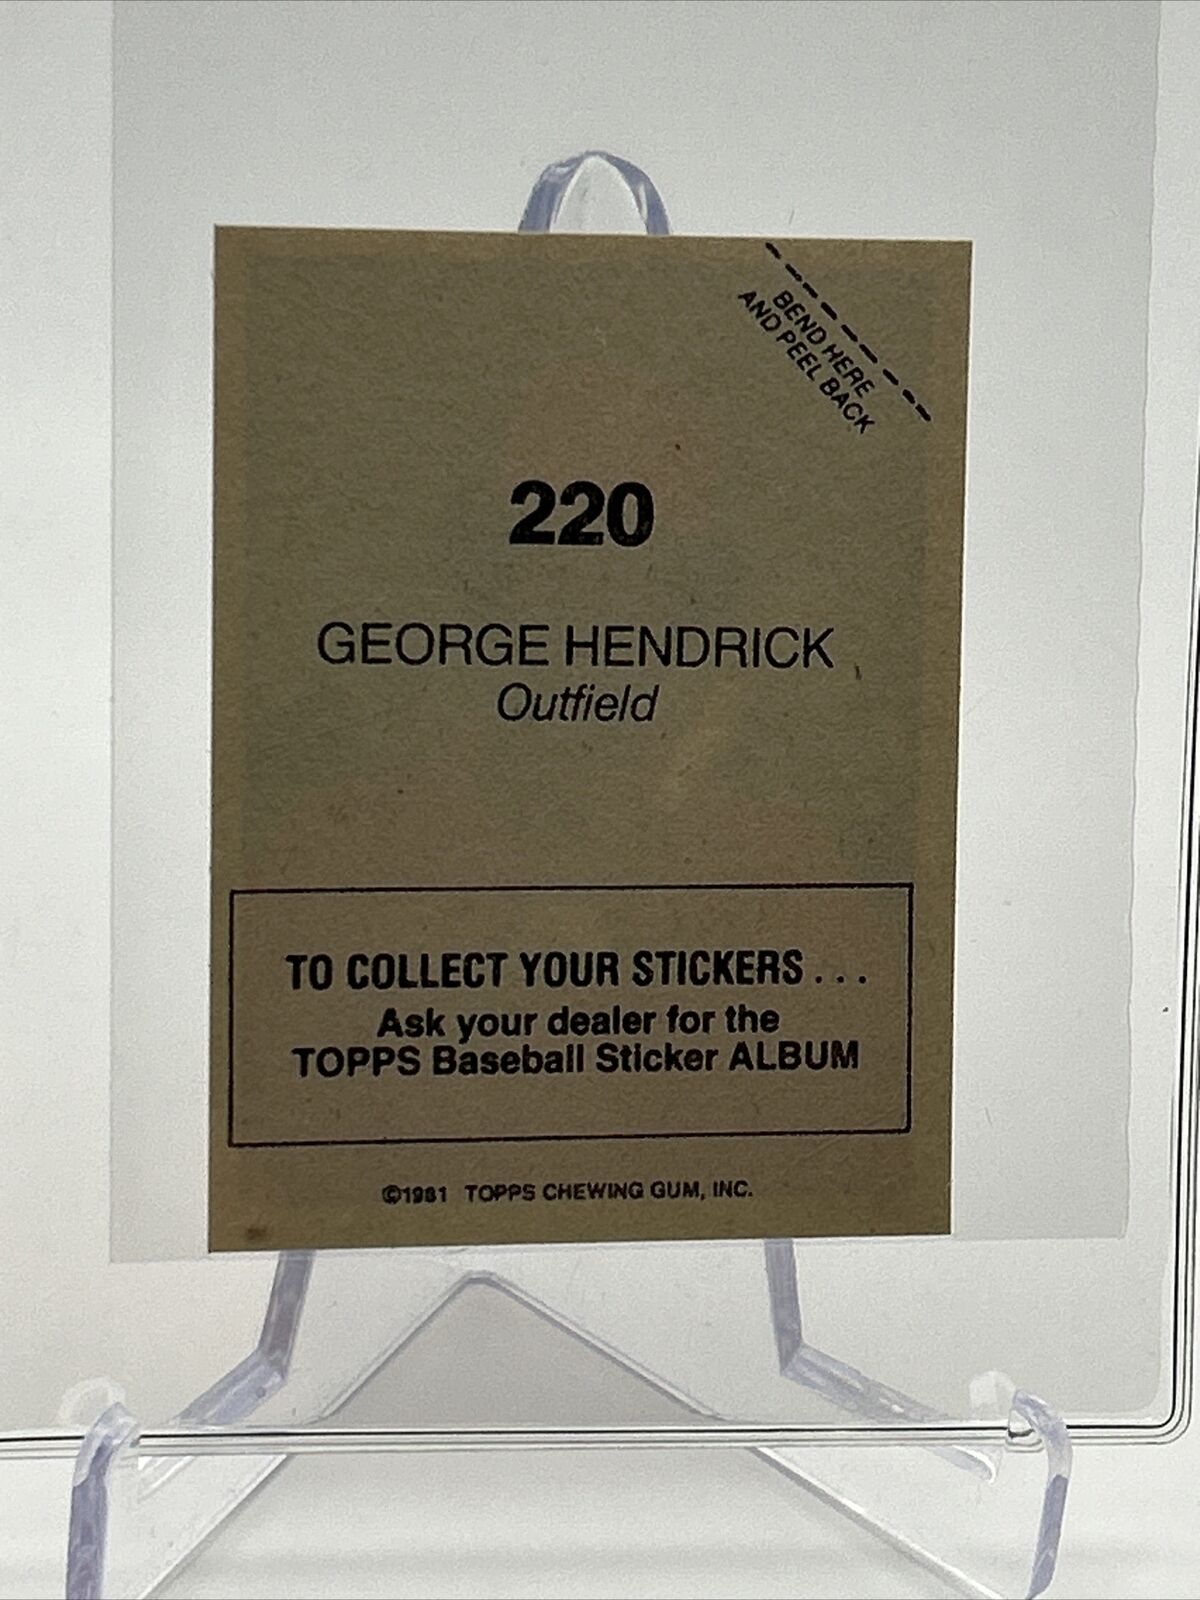 BEND HERE
AND PEEL BACK
220
GEORGE HENDRICK
Outfield
TO COLLECT YOUR STICKERS . . .
Ask your dealer for the
TOPPS Baseball Sticker ALBUM
©1981 TOPPS CHEWING GUM, INC.